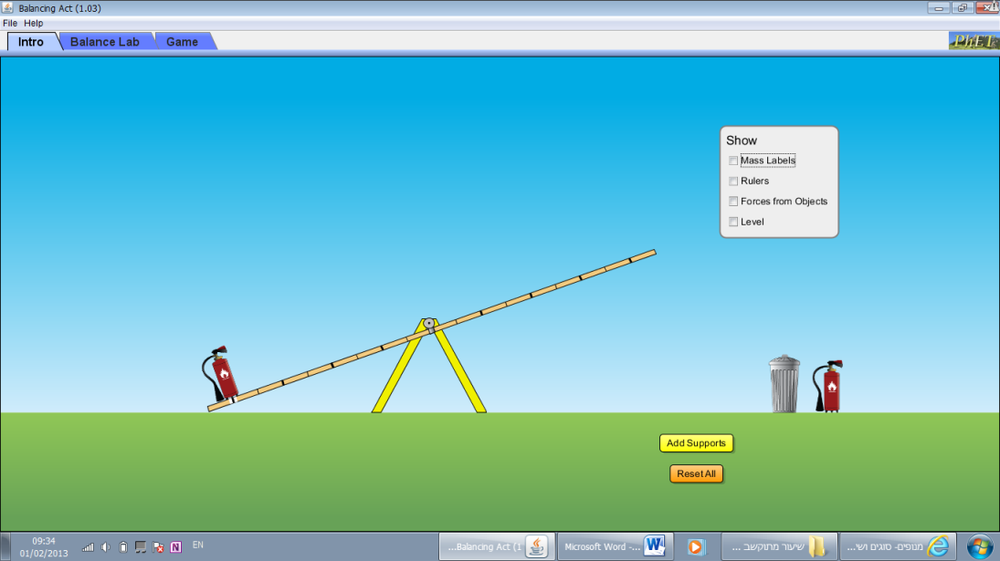 Balancing Act (1.03)
File Help
Intro Balance Lab Game
PhET
Show
Mass Labels
Rulers
Forces from Objects
Level
Add Supports
Reset All
09:34
01/02/2013
EN
...Balancing Act (1
Microsoft Word -...
שיעור מתוקשב ...
מנופים- סוגים ושי...